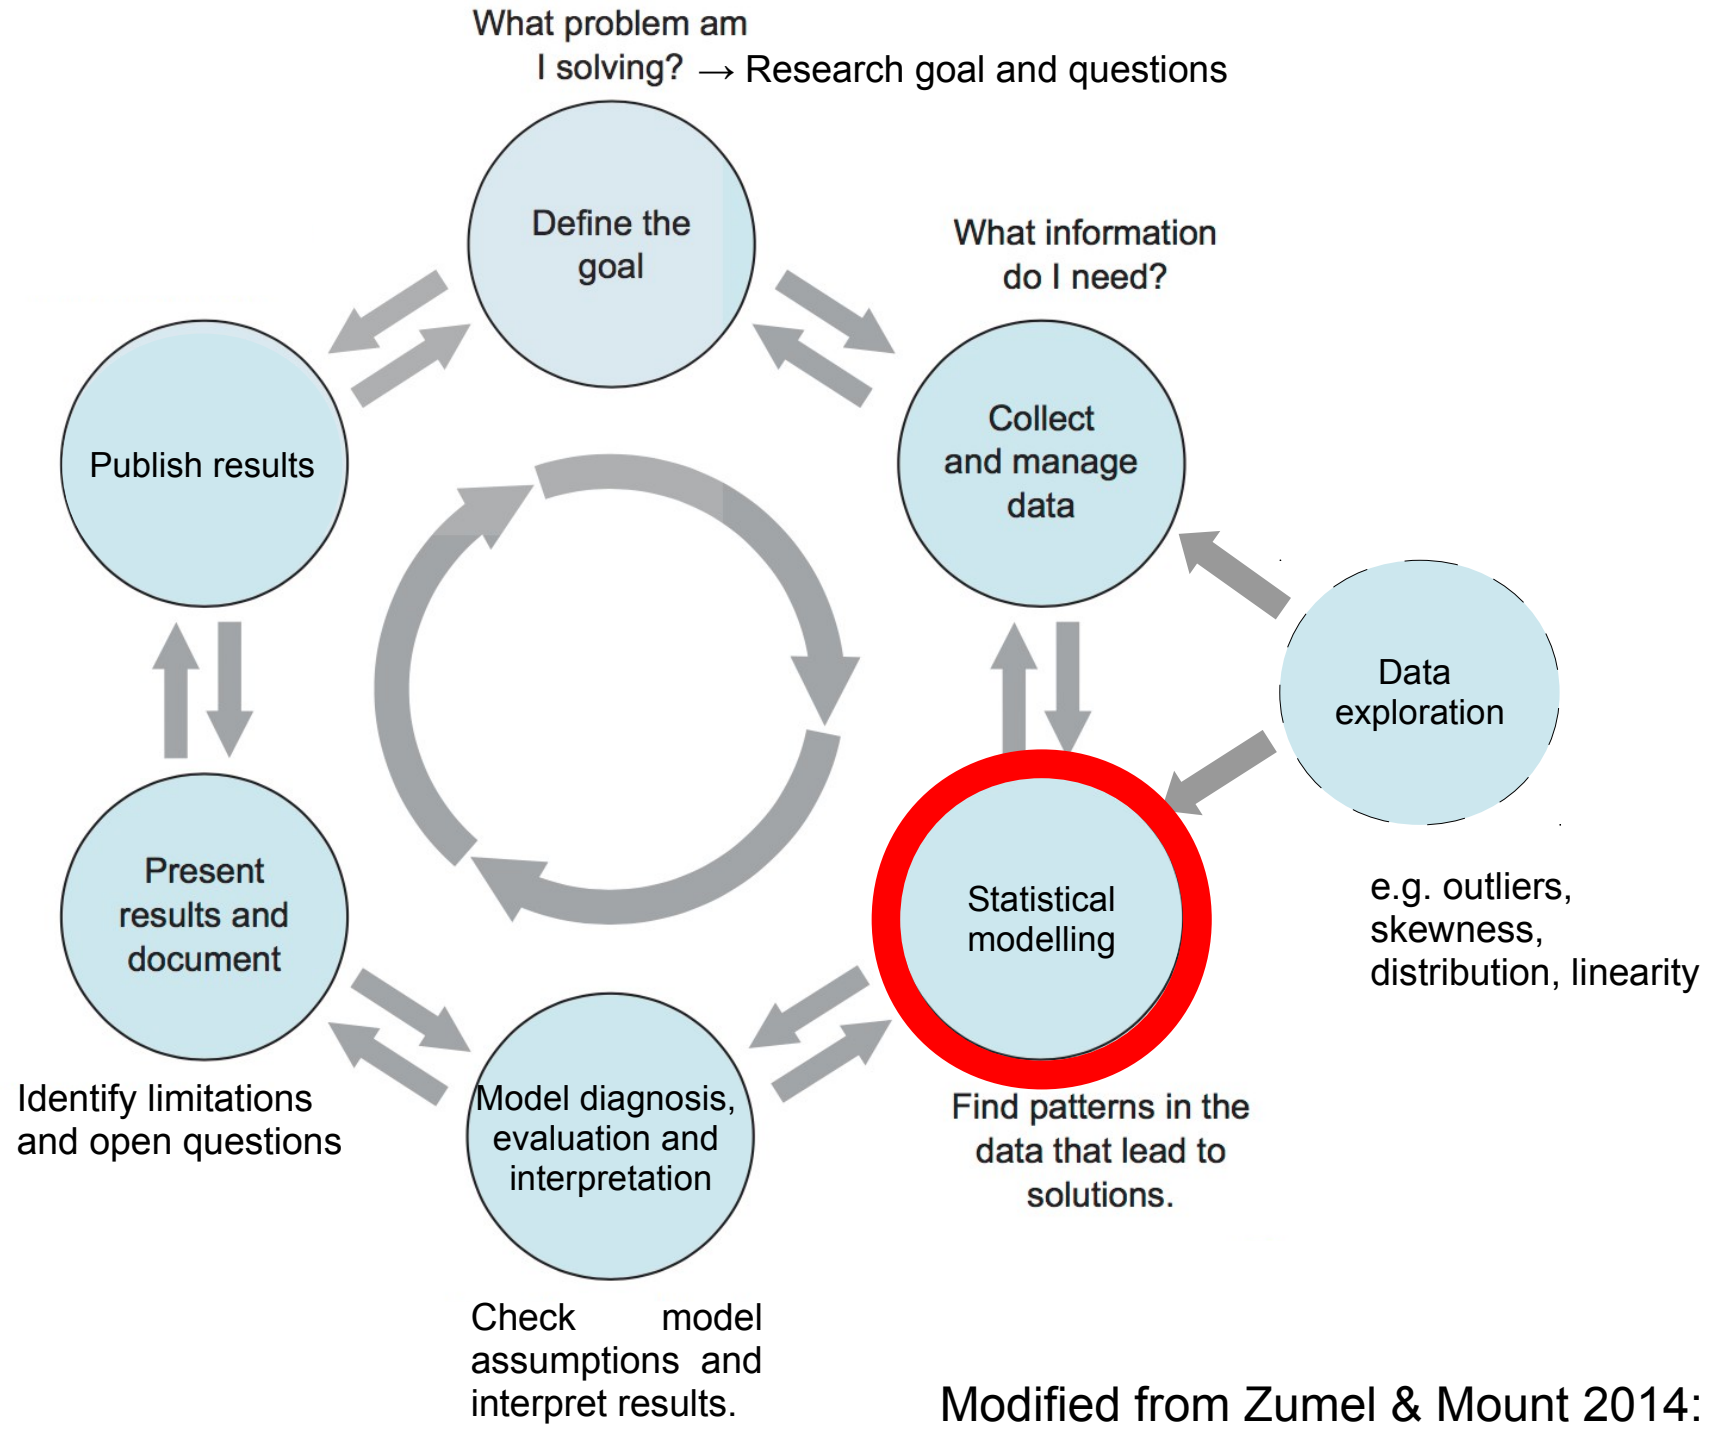 What problem am
I solving? → Research goal and questions
Define the
goal
What information
do I need?
Collect
and manage
data
Publish results
Data
exploration
e.g. outliers,
skewness,
distribution, linearity
Statistical
modelling
Find patterns in the
data that lead to
solutions.
Present
results and
document
Identify limitations
and open questions
Model diagnosis,
evaluation and
interpretation
Check model
assumptions and
interpret results.
Modified from Zumel & Mount 2014: